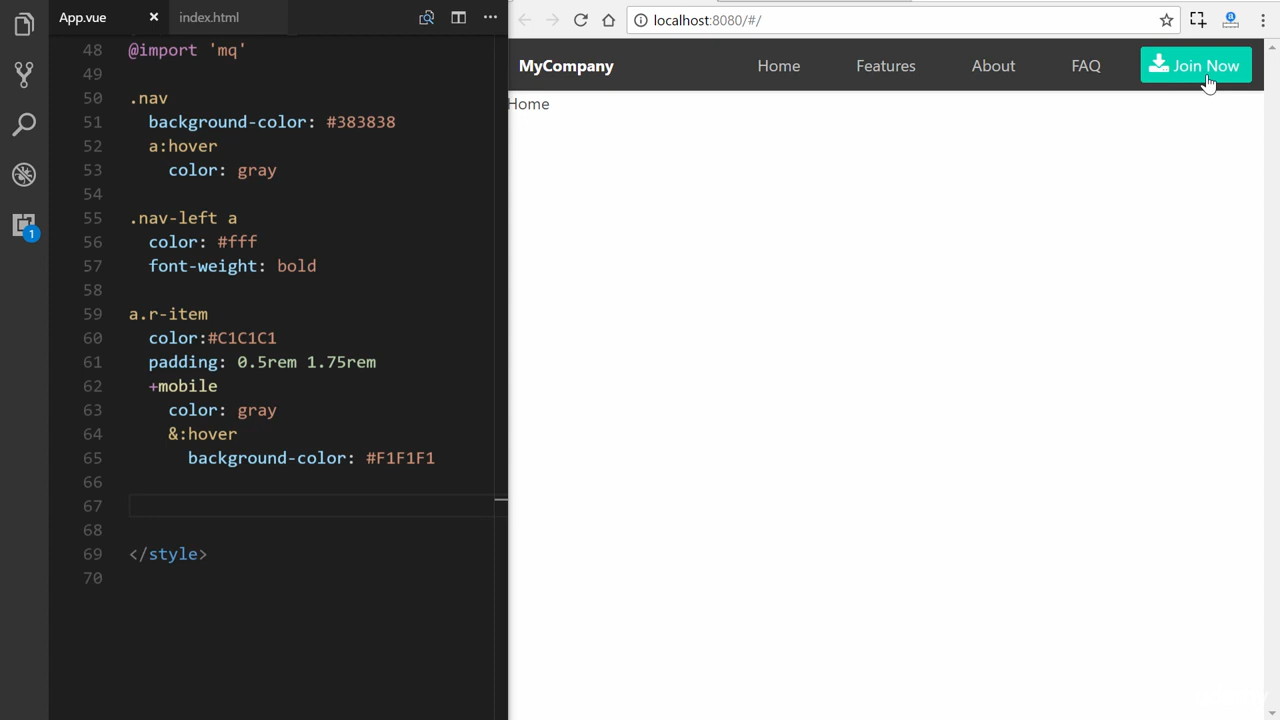 App.vue
index.html
48 @import 'mq'
49
50 .nav
51 background-color: #383838
52 a:hover
53 color: gray
54
55 .nav-left a
56 color: #fff
57 font-weight: bold
58
59 a.r-item
60 color:#C1C1C1
61 padding: 0.5rem 1.75rem
62 +mobile
63 color: gray
64 &:hover
65 background-color: #F1F1F1
66
67
68
69 </style>
70
1
localhost:8080/#/
MyCompany Home Features About FAQ Join Now
Home